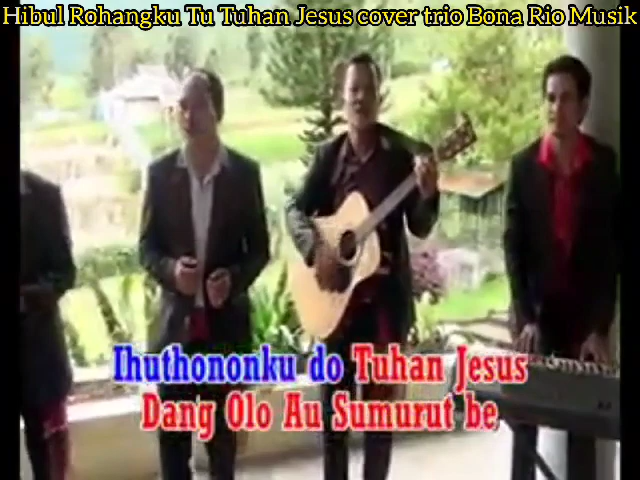 Hibul Rohangku Tu Tuhan Jesus cover trio Bona Rio Musik
Ihuthononku do Tuhan Jesus
Dang Olo Au Sumurut be